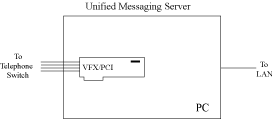 Unified Messaging Server
To
Telephone
Switch
VFX/PCI
To
LAN
PC